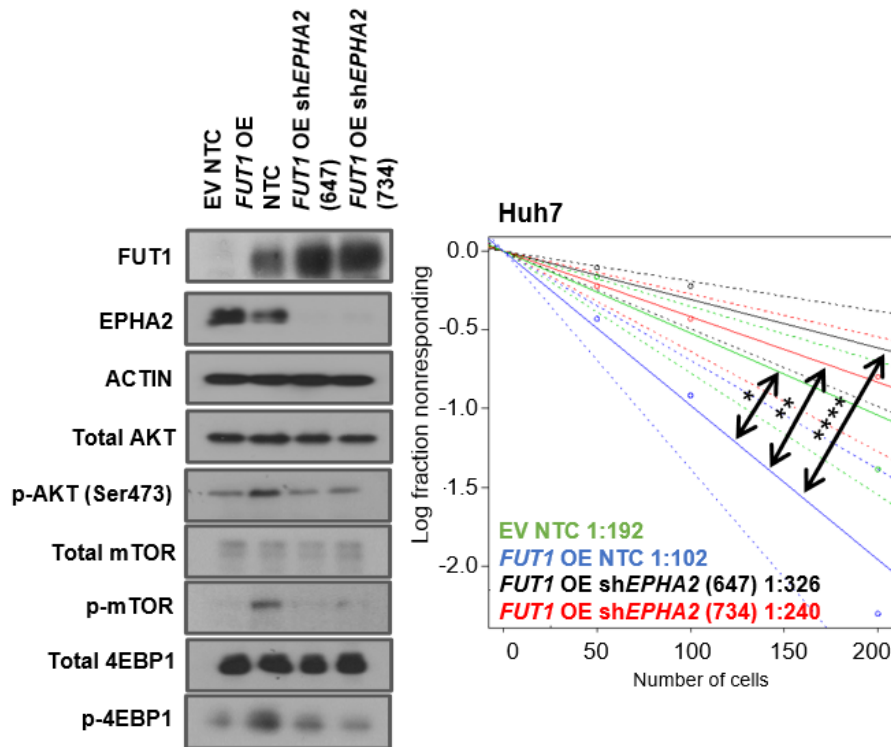 EV NTC
FUT1 OE
NTC
FUT1 OE shEPHA2
(647)
FUT1 OE shEPHA2
(734)
FUT1
EPHA2
ACTIN
Total AKT
p-AKT (Ser473)
Total mTOR
p-mTOR
Total 4EBP1
p-4EBP1
Huh7
Log fraction nonresponding
0.0
-0.5
-1.0
-1.5
-2.0
*
**
****
EV NTC 1:192
FUT1 OE NTC 1:102
FUT1 OE shEPHA2 (647) 1:326
FUT1 OE shEPHA2 (734) 1:240
0 50 100 150 200
Number of cells